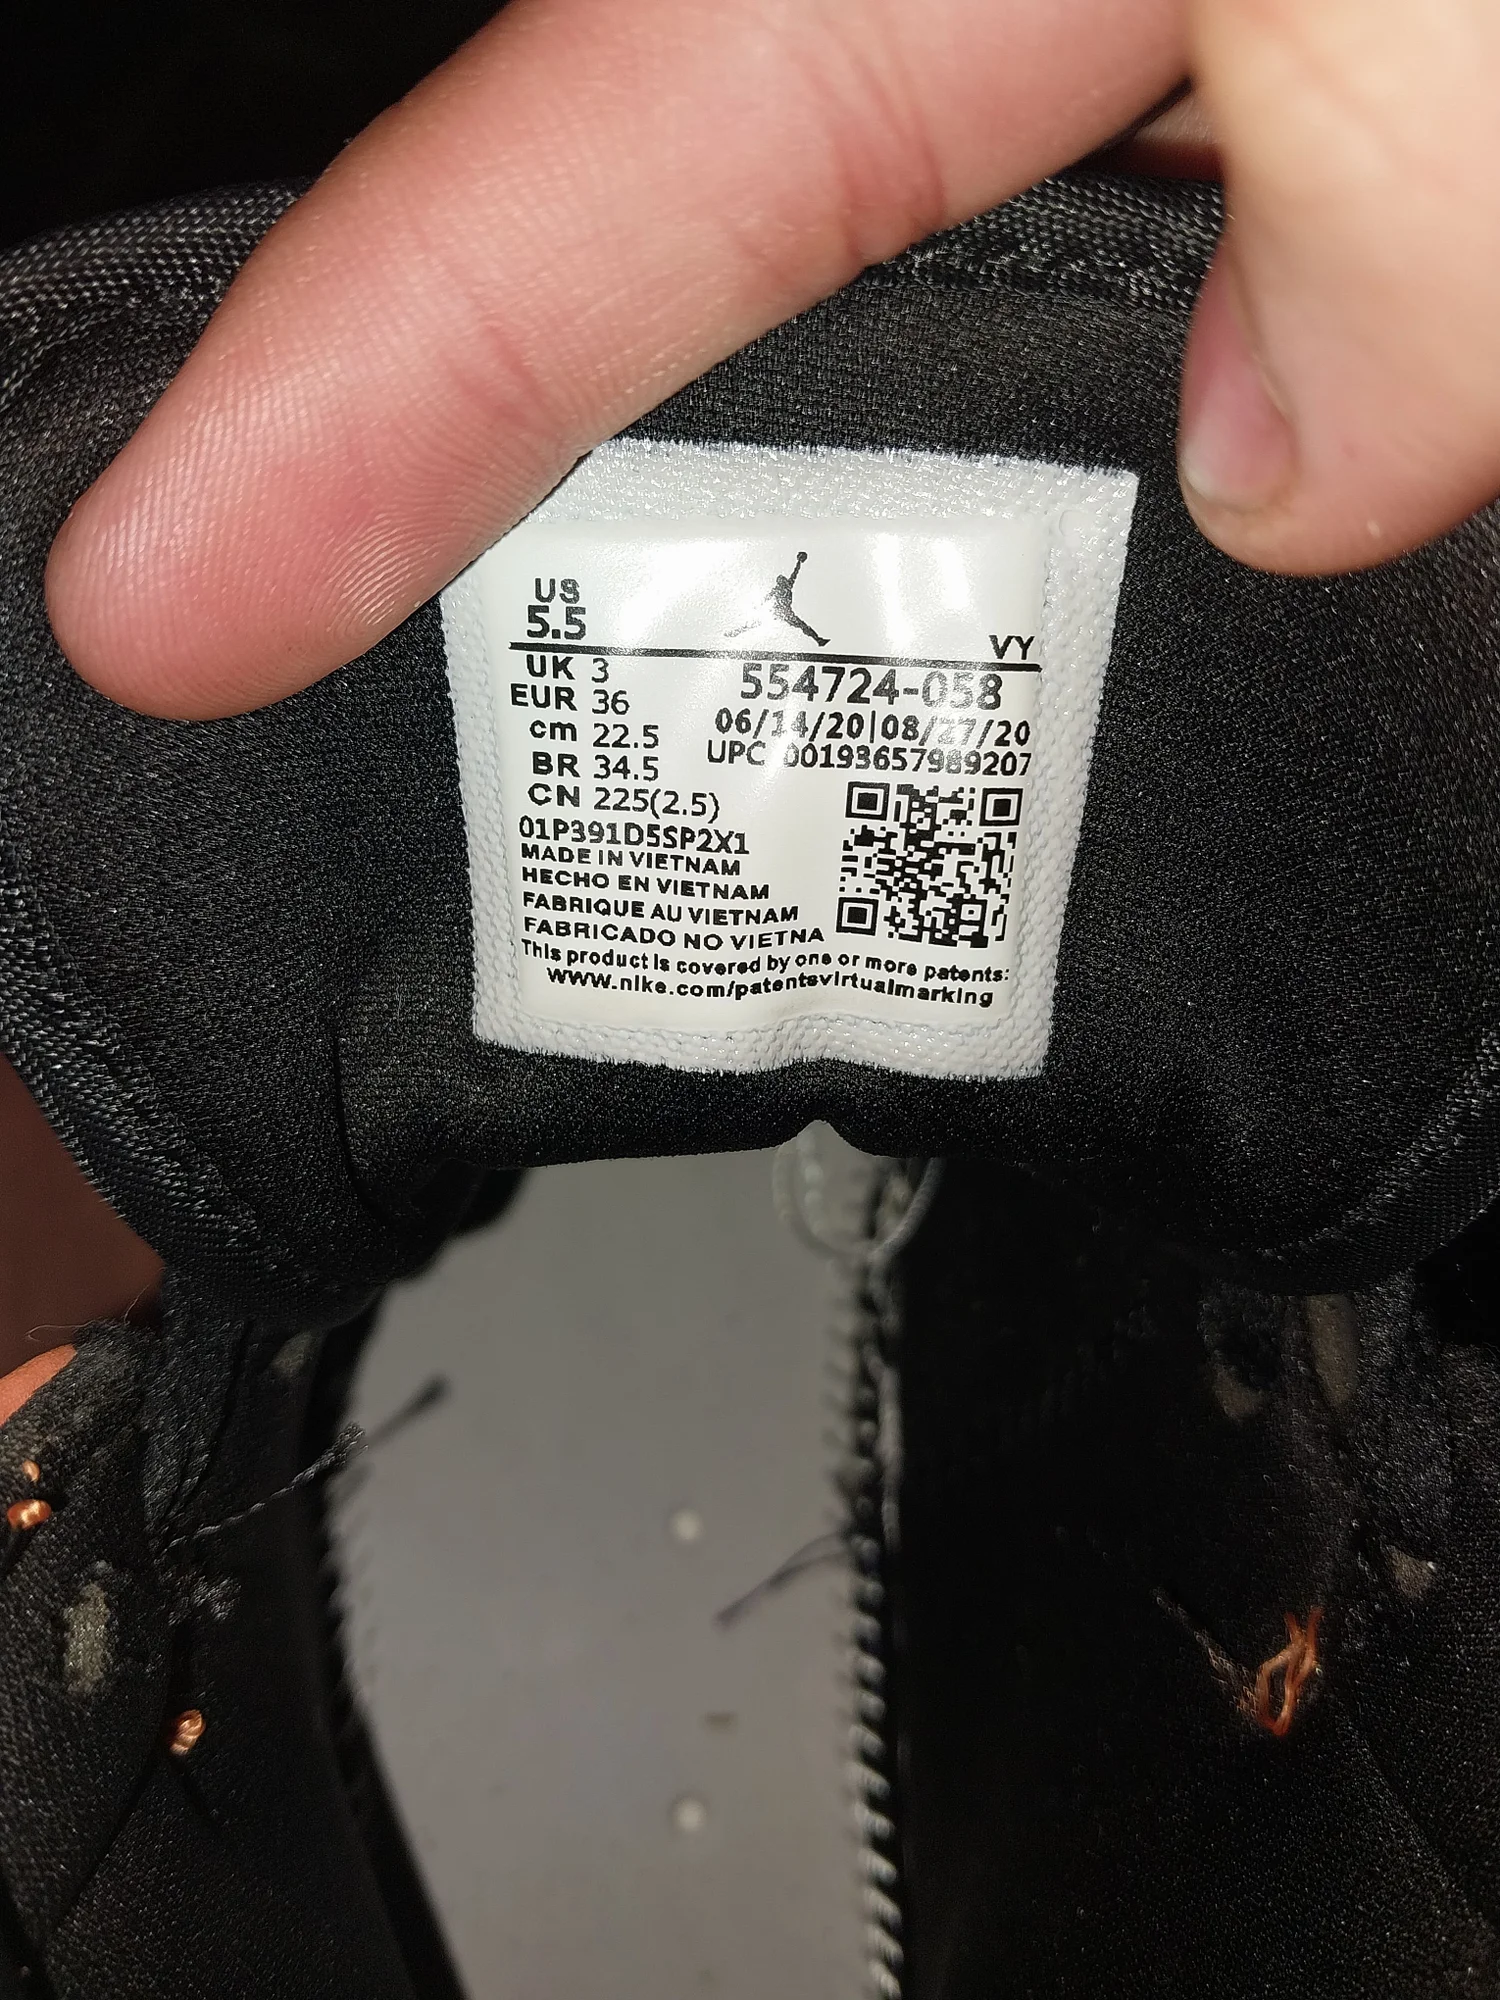 US
5.5
VY
UK 3
554724-058
EUR 36
06/14/20|08/27/20
cm 22.5
UPC 00193657989207
BR 34.5
CN 225(2.5)
01P391D5SP2X1
MADE IN VIETNAM
HECHO EN VIETNAM
FABRIQUE AU VIETNAM
FABRICADO NO VIETNA
This product is covered by one or more patents:
www.nike.com/patentsvirtualmarking